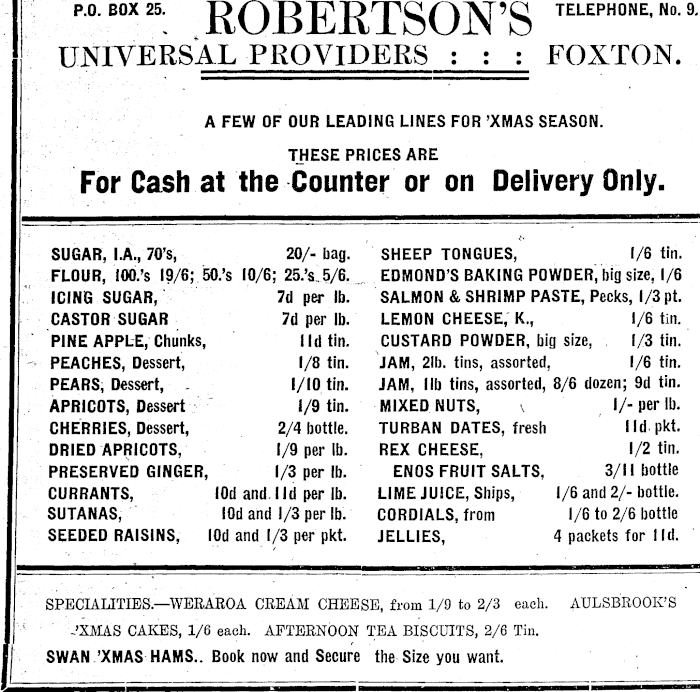 P.O. BOX 25. ROBERTSON'S TELEPHONE, No. 9.
UNIVERSAL PROVIDERS : : : FOXTON.
A FEW OF OUR LEADING LINES FOR 'XMAS SEASON.
THESE PRICES ARE
For Cash at the Counter or on Delivery Only.
SUGAR, I.A., 70's, 20/- bag.
FLOUR, 100.'s 19/6; 50.'s 10/6; 25.'s 5/6.
ICING SUGAR, 7d per lb.
CASTOR SUGAR 7d per lb.
PINE APPLE, Chunks, 11d tin.
PEACHES, Dessert, 1/8 tin.
PEARS, Dessert, 1/10 tin.
APRICOTS, Dessert 1/9 tin.
CHERRIES, Dessert, 2/4 bottle.
DRIED APRICOTS, 1/9 per lb.
PRESERVED GINGER, 1/3 per lb.
CURRANTS, 10d and 11d per lb.
SUTANAS, 10d and 1/3 per lb.
SEEDED RAISINS, 10d and 1/3 per pkt.
SHEEP TONGUES, 1/6 tin.
EDMOND'S BAKING POWDER, big size, 1/6
SALMON & SHRIMP PASTE, Pecks, 1/3 pt.
LEMON CHEESE, K., 1/6 tin.
CUSTARD POWDER, big size, 1/3 tin.
JAM, 2lb. tins, assorted, 1/6 tin.
JAM, 1lb tins, assorted, 8/6 dozen; 9d tin.
MIXED NUTS, 1/- per lb.
TURBAN DATES, fresh 11d pkt.
REX CHEESE, 1/2 tin.
ENOS FRUIT SALTS, 3/11 bottle
LIME JUICE, Ships, 1/6 and 2/- bottle.
CORDIALS, from 1/6 to 2/6 bottle
JELLIES, 4 packets for 11d.
SPECIALITIES.—WERAROA CREAM CHEESE, from 1/9 to 2/3 each. AULSBROOK'S
'XMAS CAKES, 1/6 each. AFTERNOON TEA BISCUITS, 2/6 Tin.
SWAN 'XMAS HAMS.. Book now and Secure the Size you want.